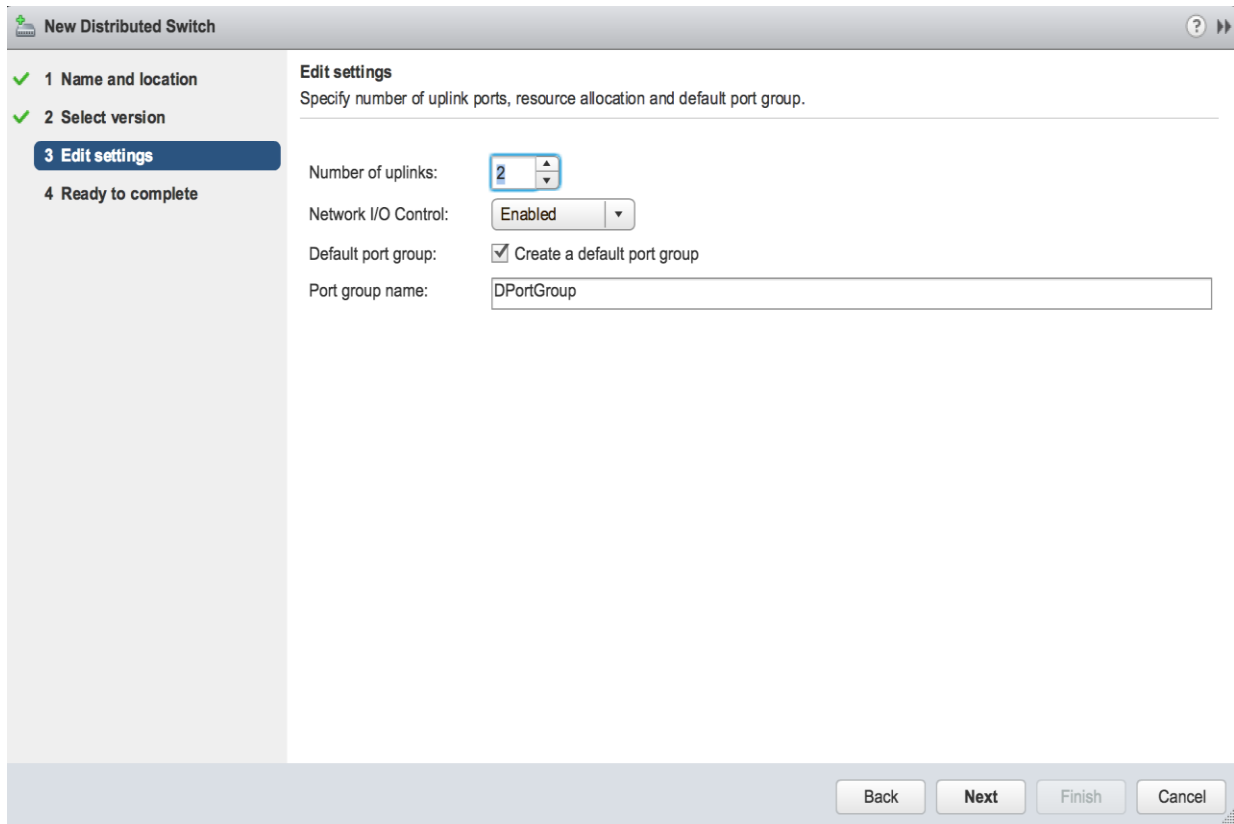 New Distributed Switch
1 Name and location
2 Select version
3 Edit settings
4 Ready to complete
Edit settings
Specify number of uplink ports, resource allocation and default port group.
Number of uplinks: 2
Network I/O Control: Enabled
Default port group: Create a default port group
Port group name: DPortGroup
Back Next Finish Cancel